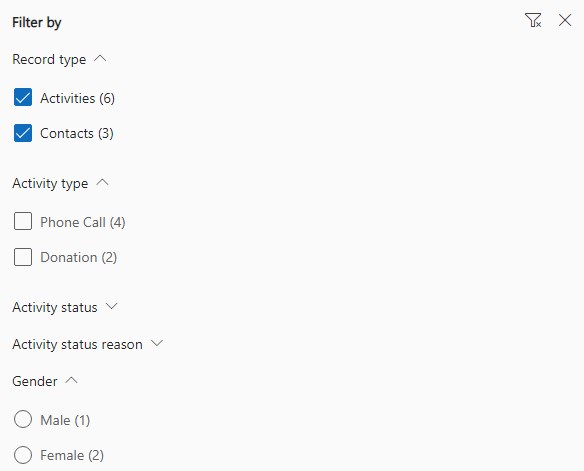 Filter by
Record type
Activities (6)
Contacts (3)
Activity type
Phone Call (4)
Donation (2)
Activity status
Activity status reason
Gender
Male (1)
Female (2)